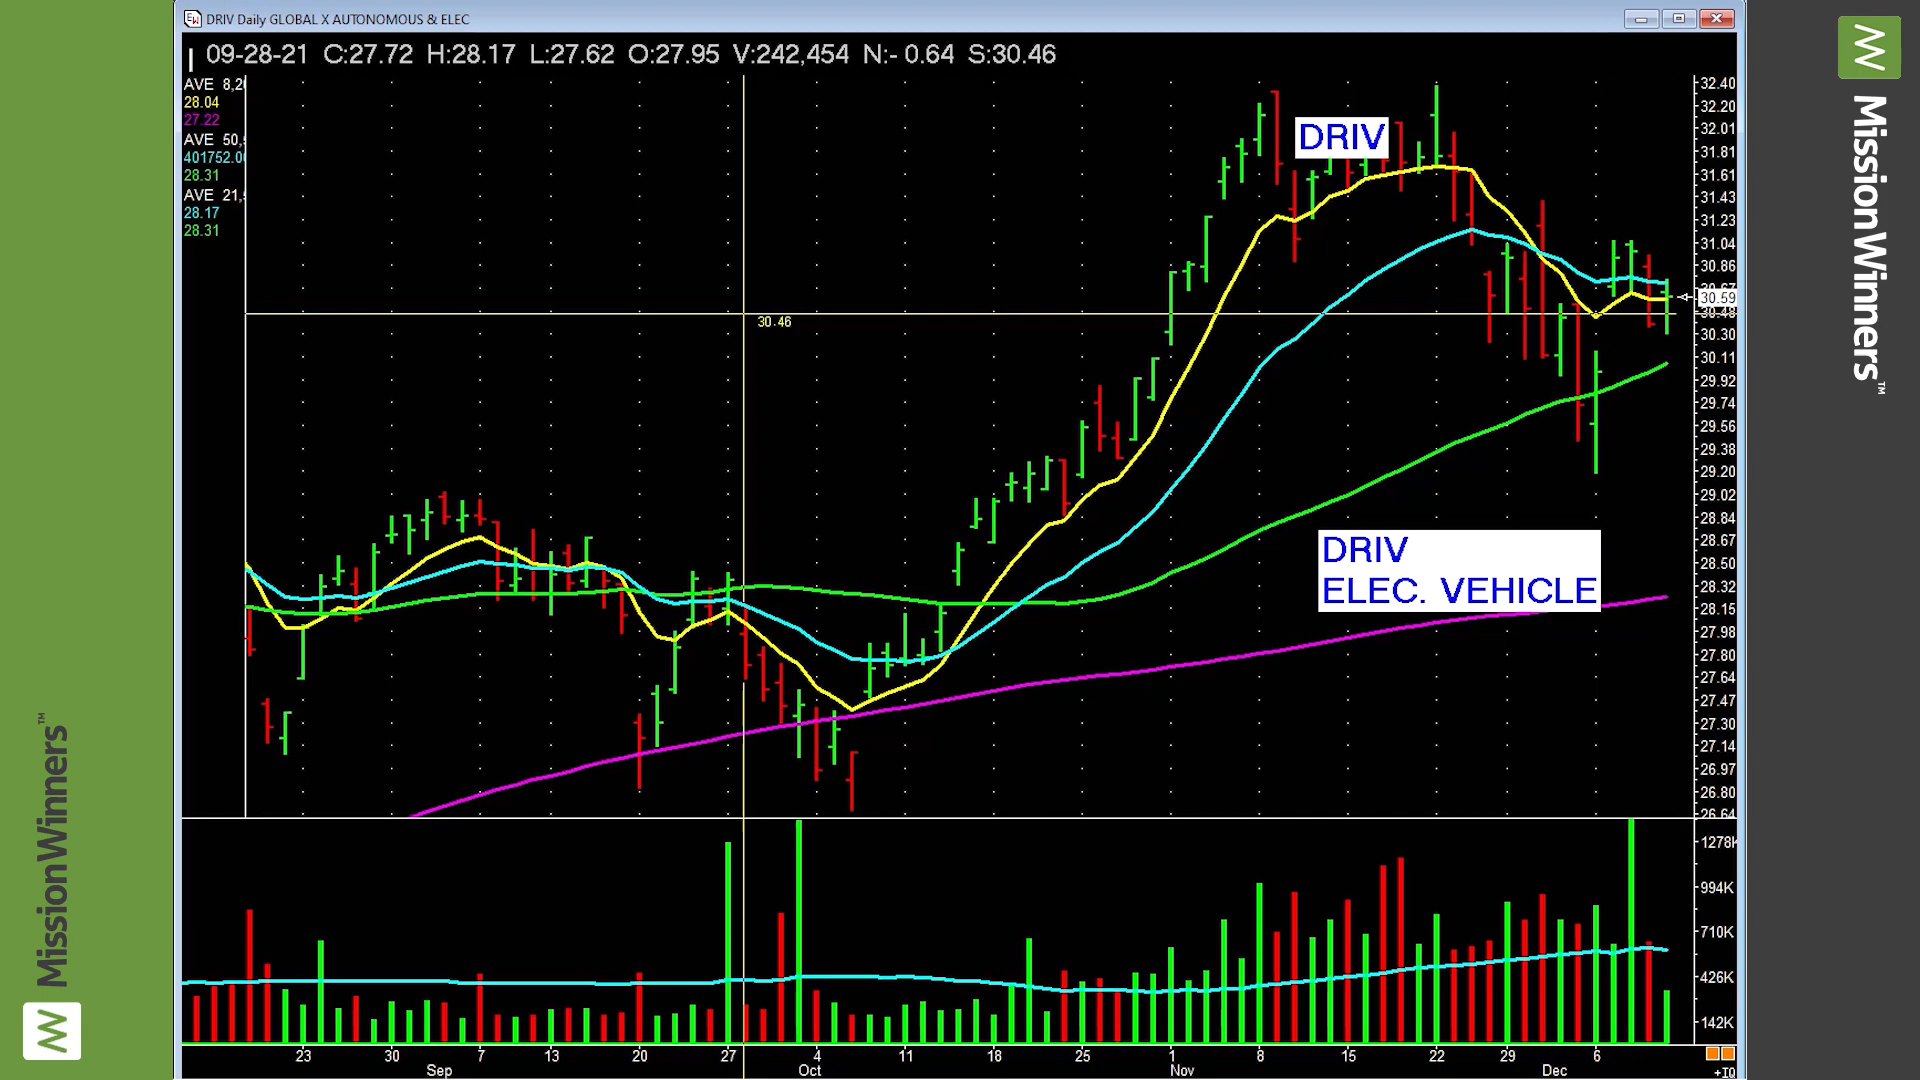 DRIV Daily GLOBAL X AUTONOMOUS & ELEC
09-28-21 C:27.72 H:28.17 L:27.62 O:27.95 V:242,454 N:- 0.64 S:30.46
AVE 8,2
28.04
27.22
AVE 50,
401752.0
28.31
AVE 21,
28.17
28.31
DRIV
30.46
DRIV
ELEC. VEHICLE
32.40
32.20
32.01
31.81
31.61
31.43
31.23
31.04
30.86
30.59
30.30
30.11
29.92
29.74
29.56
29.38
29.20
29.02
28.84
28.67
28.50
28.32
28.15
27.98
27.80
27.64
27.47
27.30
27.14
26.97
26.80
26.64
1278K
994K
710K
426K
142K
23 30 7 13 20 27 4 11 18 25 1 8 15 22 29 6
Sep Oct Nov Dec
+IQ
MissionWinners™
MissionWinners™